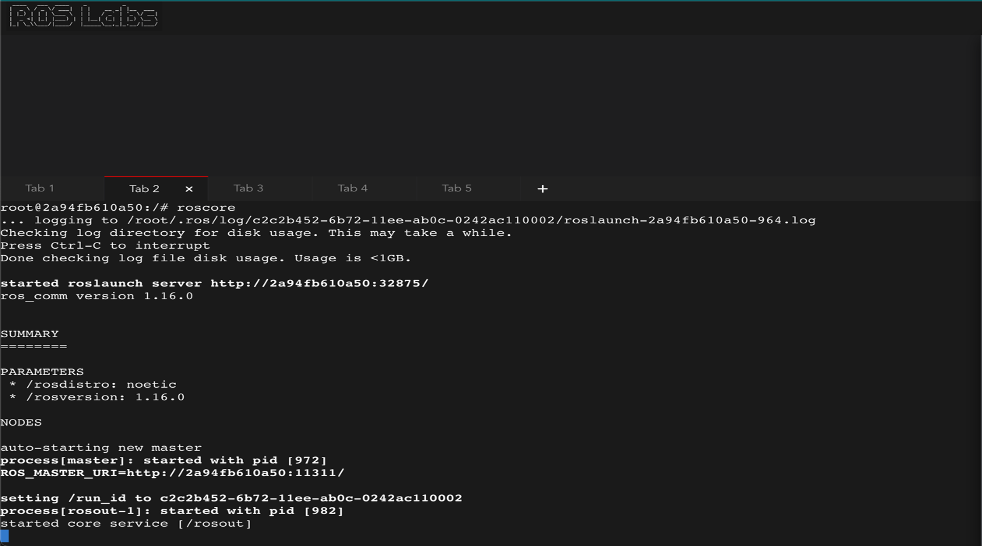 ROS Labs
Tab 1 Tab 2 × Tab 3 Tab 4 Tab 5 +
root@2a94fb610a50:/# roscore
... logging to /root/.ros/log/c2c2b452-6b72-11ee-ab0c-0242ac110002/roslaunch-2a94fb610a50-964.log
Checking log directory for disk usage. This may take a while.
Press Ctrl-C to interrupt
Done checking log file disk usage. Usage is <1GB.
started roslaunch server http://2a94fb610a50:32875/
ros_comm version 1.16.0
SUMMARY
========
PARAMETERS
* /rosdistro: noetic
* /rosversion: 1.16.0
NODES
auto-starting new master
process[master]: started with pid [972]
ROS_MASTER_URI=http://2a94fb610a50:11311/
setting /run_id to c2c2b452-6b72-11ee-ab0c-0242ac110002
process[rosout-1]: started with pid [982]
started core service [/rosout]